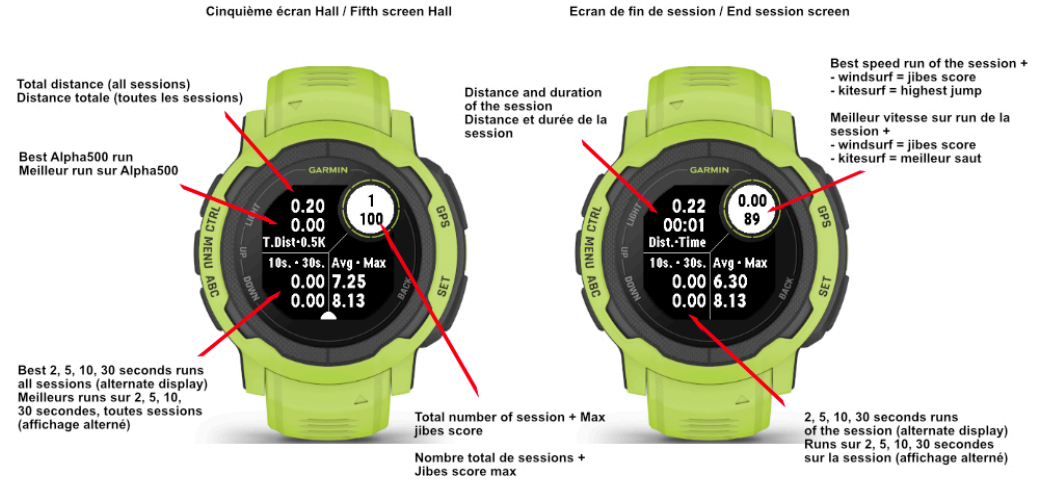 Cinquième écran Hall / Fifth screen Hall
Total distance (all sessions)
Distance totale (toutes les sessions)
Best Alpha500 run
Meilleur run sur Alpha500
Best 2, 5, 10, 30 seconds runs
all sessions (alternate display)
Meilleurs runs sur 2, 5, 10,
30 secondes, toutes sessions
(affichage alterné)
GARMIN
LIGHT
UP
DOWN
BACK
CTRL
MENU
ABC
GPS
SET
1
100
0.20
0.00
T.Dist·0.5K
10s. · 30s.
Avg · Max
0.00 7.25
0.00 8.13
Total number of session + Max
jibes score
Nombre total de sessions +
Jibes score max
Ecran de fin de session / End session screen
Distance and duration
of the session
Distance et durée de la
session
Best speed run of the session +
- windsurf = jibes score
- kitesurf = highest jump
Meilleur vitesse sur run de la
session +
- windsurf = jibes score
- kitesurf = meilleur saut
GARMIN
LIGHT
UP
DOWN
BACK
CTRL
MENU
ABC
GPS
SET
0.00
89
0.22
00:01
Dist.·Time
10s. · 30s.
Avg · Max
0.00 6.30
0.00 8.13
2, 5, 10, 30 seconds runs
of the session (alternate display)
Runs sur 2, 5, 10, 30 secondes
sur la session (affichage alterné)